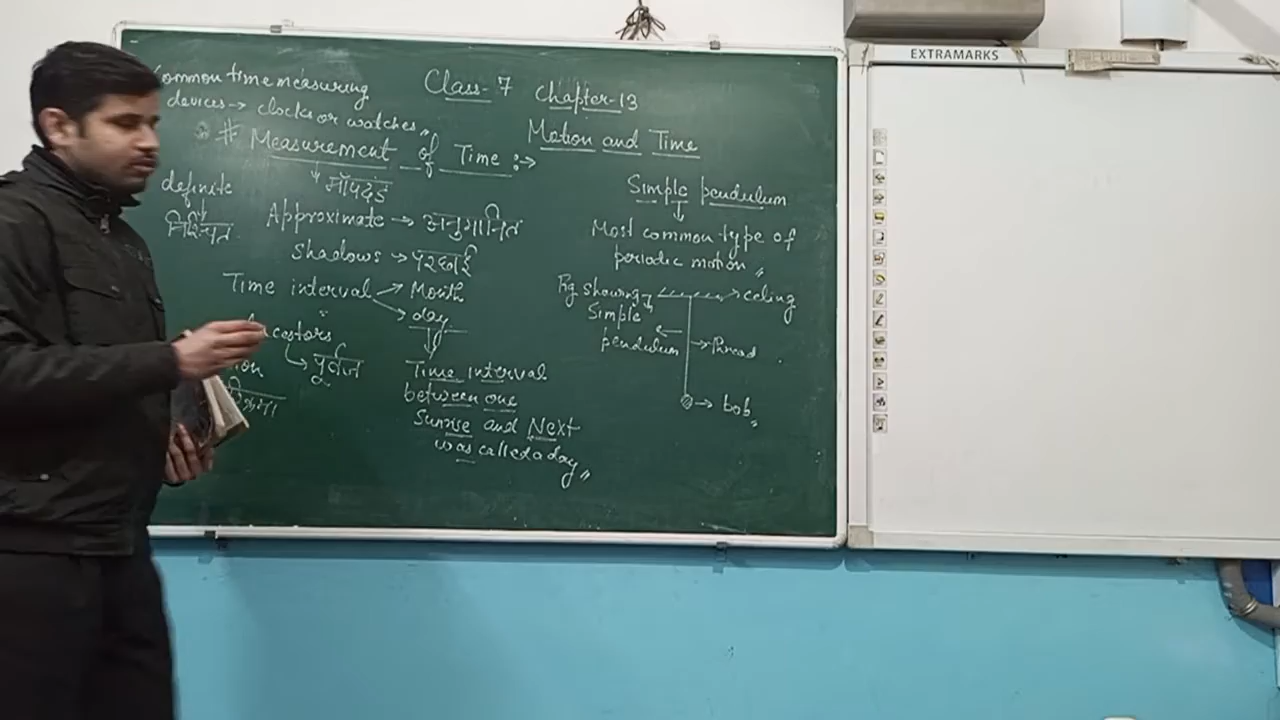 Class-7 Chapter-13
Motion and Time
Common time measuring
devices → clocks or watches,,
# Measurement of Time :→
मॉपदंड
definite
निश्चित
Approximate → अनुमानित
Shadows → परछाई
Time interval → Month
→ day
Ancestors
→ पूर्वज
Time interval
between one
Sunrise and Next
was called a day,,
Simple pendulum
Most common type of
periodic motion,,
Fig showing
Simple
pendulum
→ celing
→ thread
→ bob,,
EXTRAMARKS